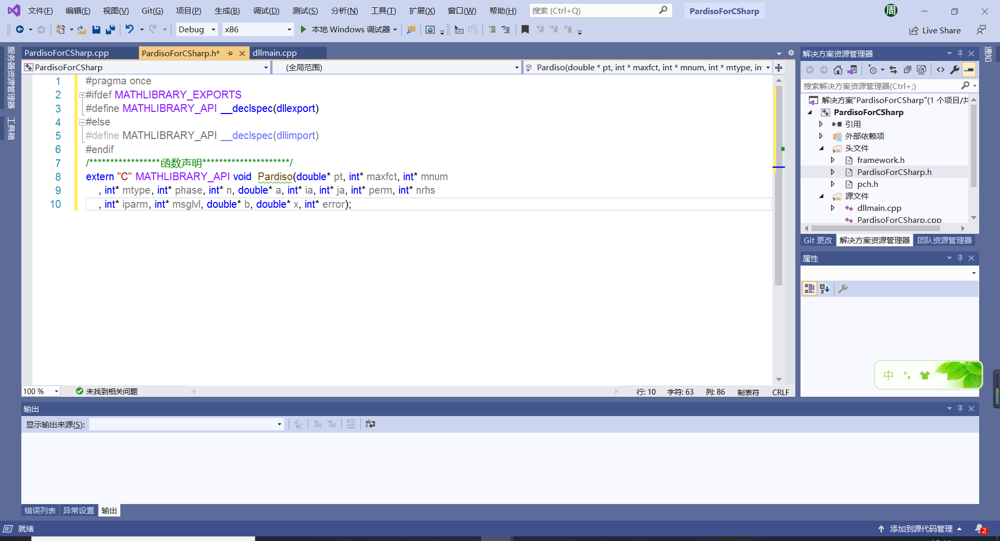 文件(F) 编辑(E) 视图(V) Git(G) 项目(P) 生成(B) 调试(D) 测试(S) 分析(N) 工具(T) 扩展(X) 窗口(W) 帮助(H) 搜索 (Ctrl+Q) PardisoForCSharp 周
Debug x86 本地 Windows 调试器 Live Share
服务器资源管理器
工具箱
PardisoForCSharp.cpp PardisoForCSharp.h* dllmain.cpp
PardisoForCSharp (全局范围) Pardiso(double * pt, int * maxfct, int * mnum, int * mtype, in
1 #pragma once
2 #ifdef MATHLIBRARY_EXPORTS
3 #define MATHLIBRARY_API __declspec(dllexport)
4 #else
5 #define MATHLIBRARY_API __declspec(dllimport)
6 #endif
7 /*****************函数声明*********************/
8 extern "C" MATHLIBRARY_API void Pardiso(double* pt, int* maxfct, int* mnum
9 , int* mtype, int* phase, int* n, double* a, int* ia, int* ja, int* perm, int* nrhs
10 , int* iparm, int* msglvl, double* b, double* x, int* error);
100 % 未找到相关问题 行: 10 字符: 63 列: 86 制表符 CRLF
解决方案资源管理器
搜索解决方案资源管理器(Ctrl+;)
解决方案"PardisoForCSharp"(1 个项目/共
PardisoForCSharp
引用
外部依赖项
头文件
framework.h
PardisoForCSharp.h
pch.h
源文件
dllmain.cpp
PardisoForCSharp.cpp
Git 更改 解决方案资源管理器 团队资源管理器
属性
通知
中 °,
输出
显示输出来源(S):
错误列表 异常设置 输出
就绪 添加到源代码管理 2